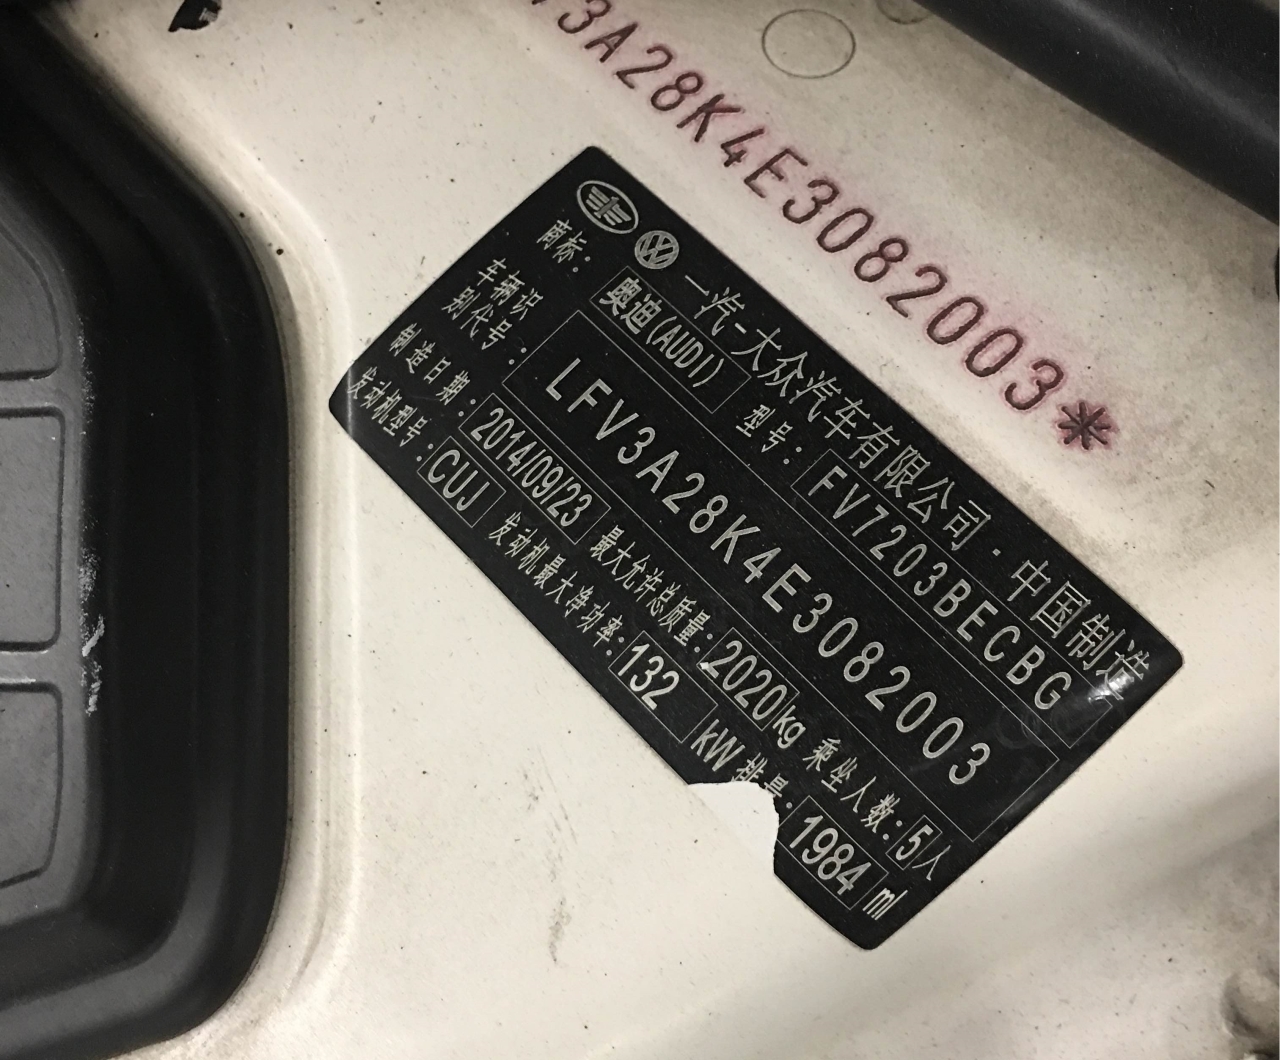 3A28K4E3082003*
一汽-大众汽车有限公司·中国制造
商标: 奥迪(AUDI) 型号: FV7203BECBG
车辆识别代号: LFV3A28K4E3082003
制造日期: 2014/09/23 最大允许总质量: 2020kg 乘坐人数: 5人
发动机型号: CUJ 发动机最大净功率: 132 kW 排量: 1984 ml